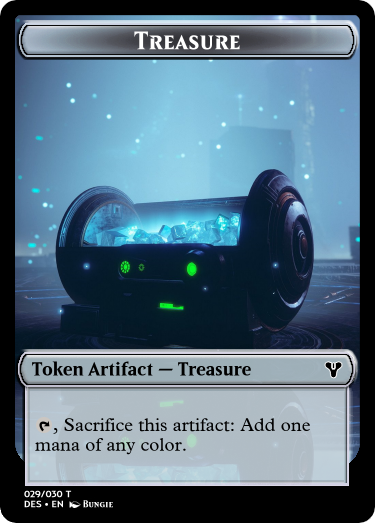 TREASURE
Token Artifact — Treasure
, Sacrifice this artifact: Add one
mana of any color.
029/030 T
DES • EN BUNGIE